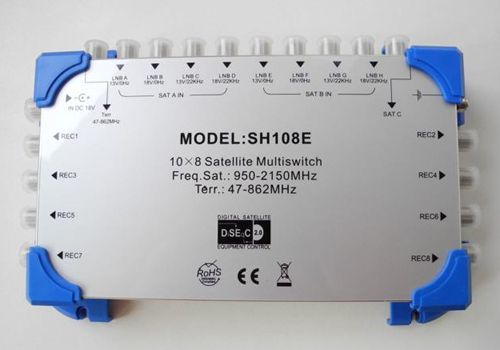 LNB A LNB B LNB C LNB D LNB E LNB F LNB G LNB H
13V/0Hz 18V/0Hz 13V/22KHz 18V/22KHz 13V/0Hz 18V/0Hz 13V/22KHz 18V/22KHz
SAT A IN SAT B IN
IN DC 18V Terr SAT C
47-862MHz
REC1 REC2
MODEL:SH108E
10×8 Satellite Multiswitch
REC3 REC4
Freq.Sat.: 950-2150MHz
Terr.: 47-862MHz
REC5 REC6
DIGITAL SATELLITE
DiSEqC 2.0
EQUIPMENT CONTROL
REC7 REC8
RoHS
CE